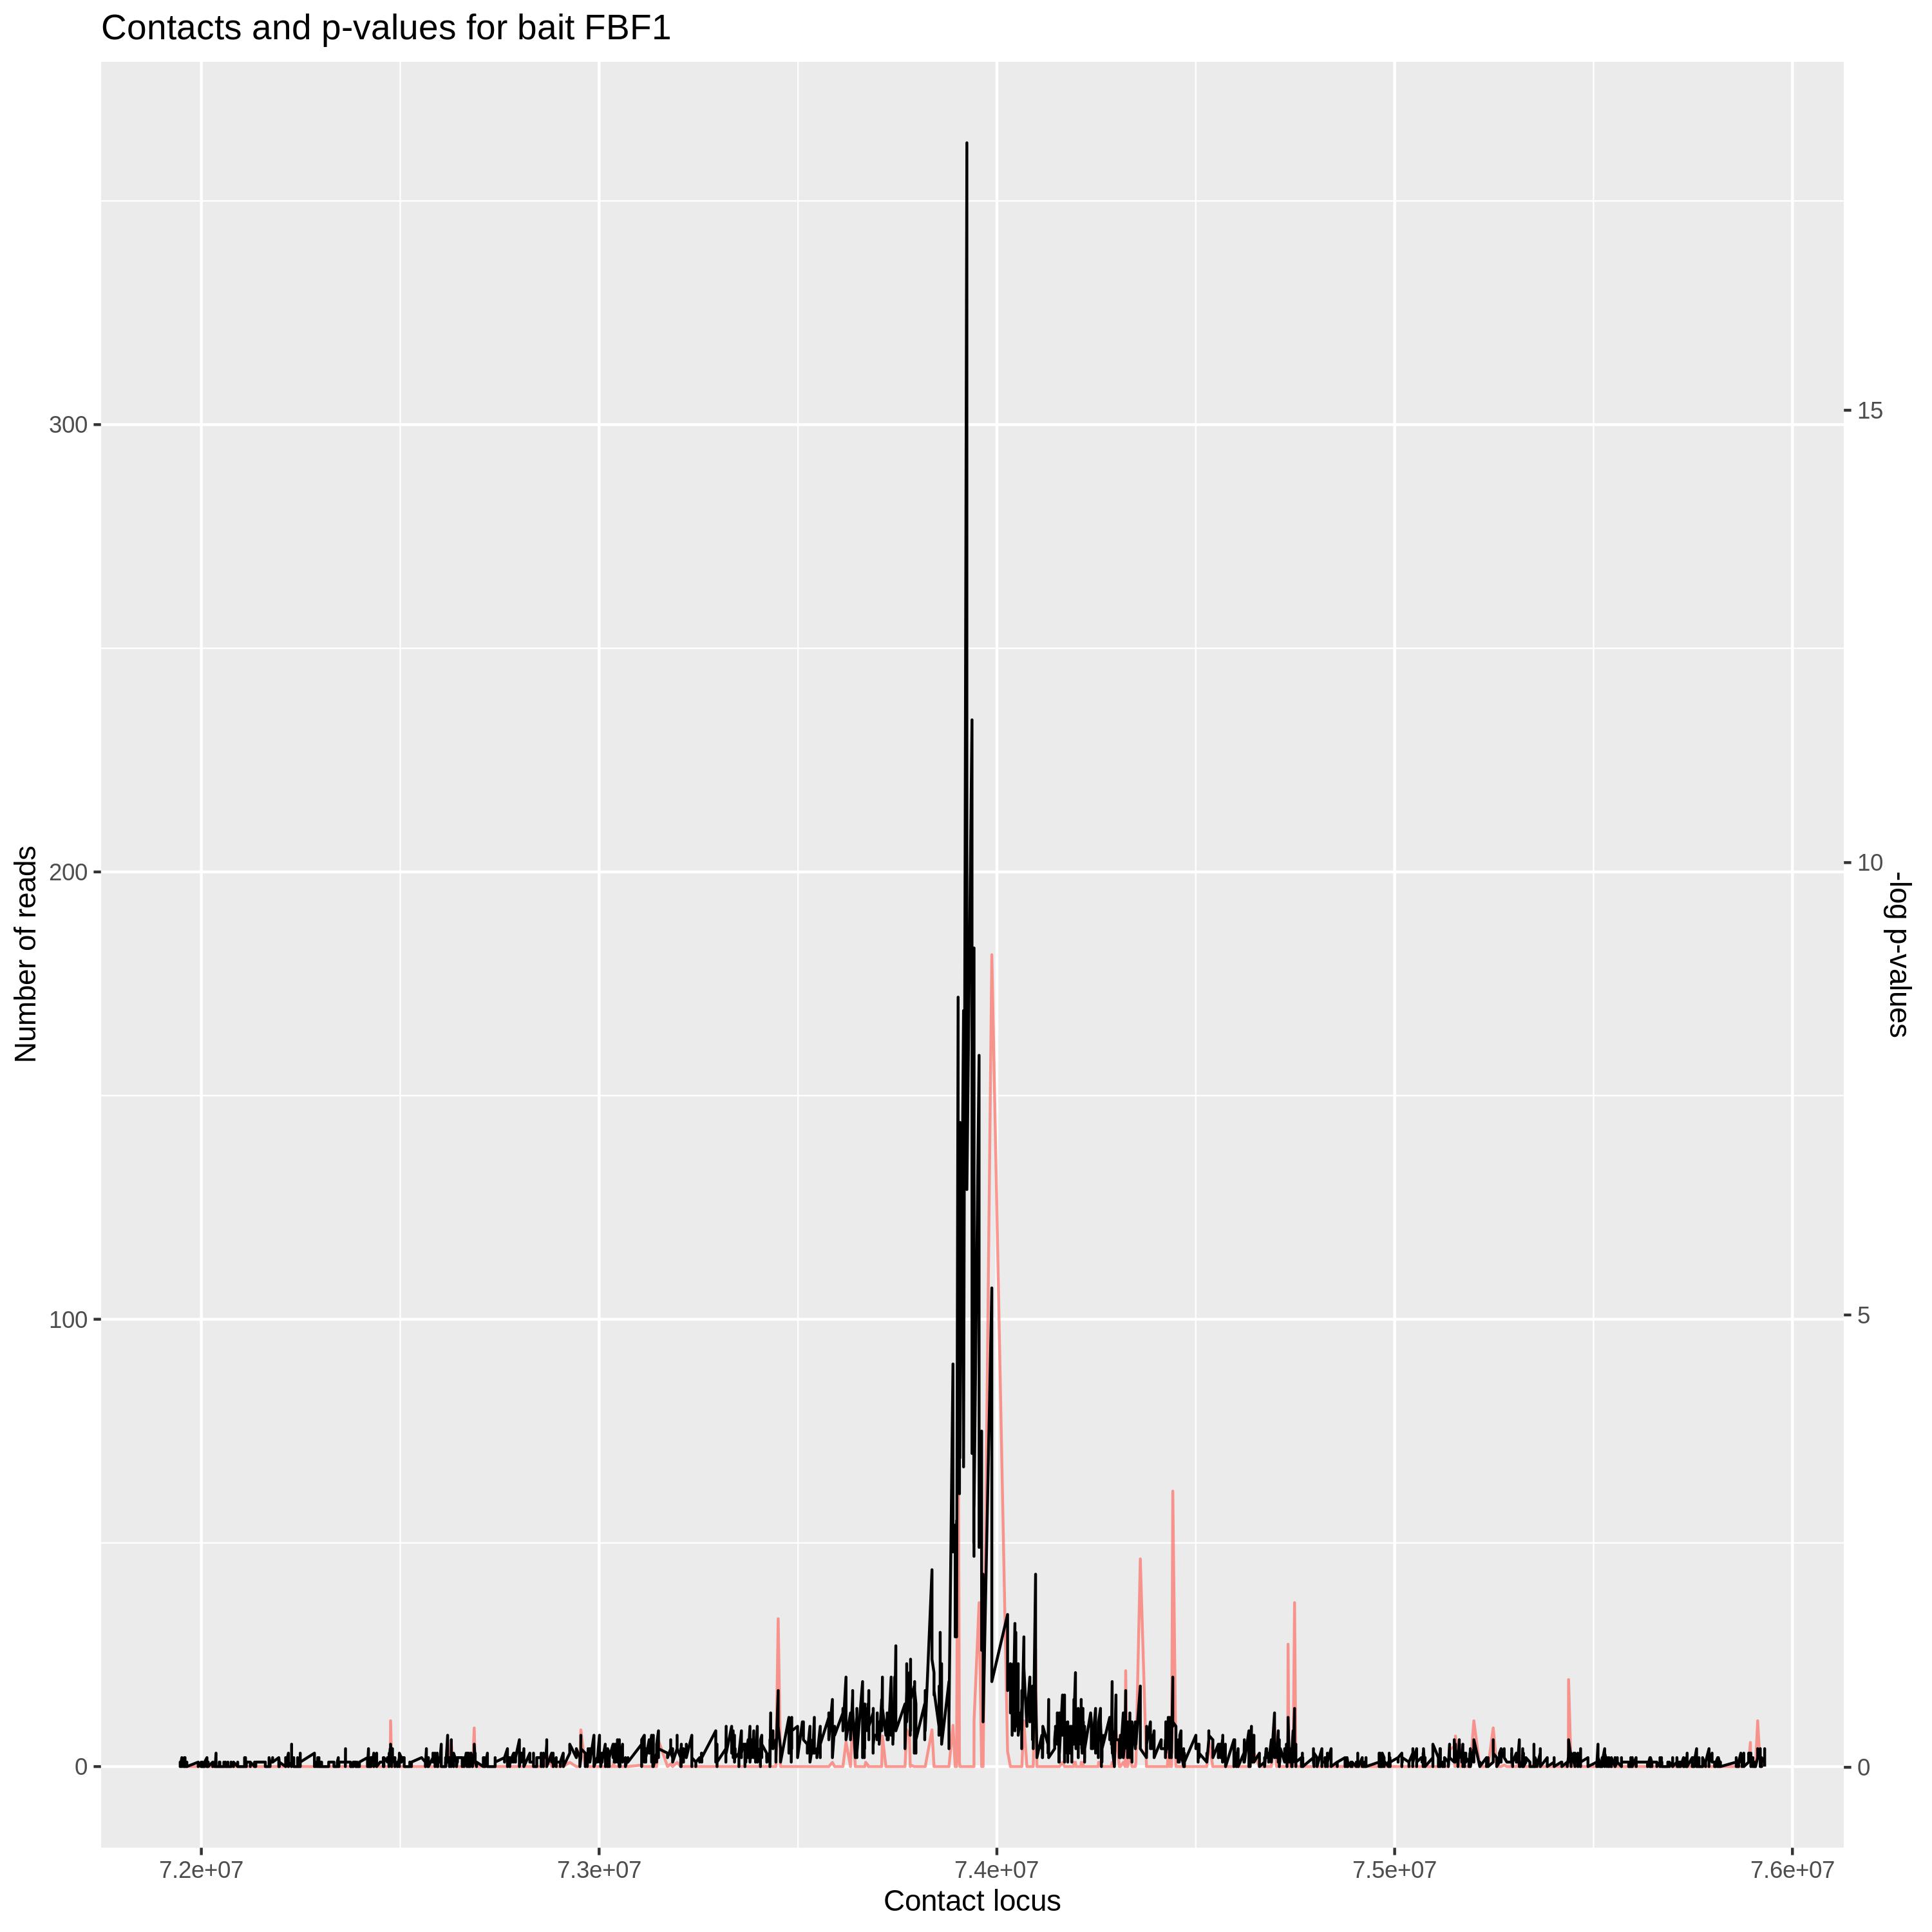 Contacts and p-values for bait FBF1
300
200
100
0
Number of reads
15
10
5
0
-log p-values
7.2e+07
7.3e+07
7.4e+07
7.5e+07
7.6e+07
Contact locus